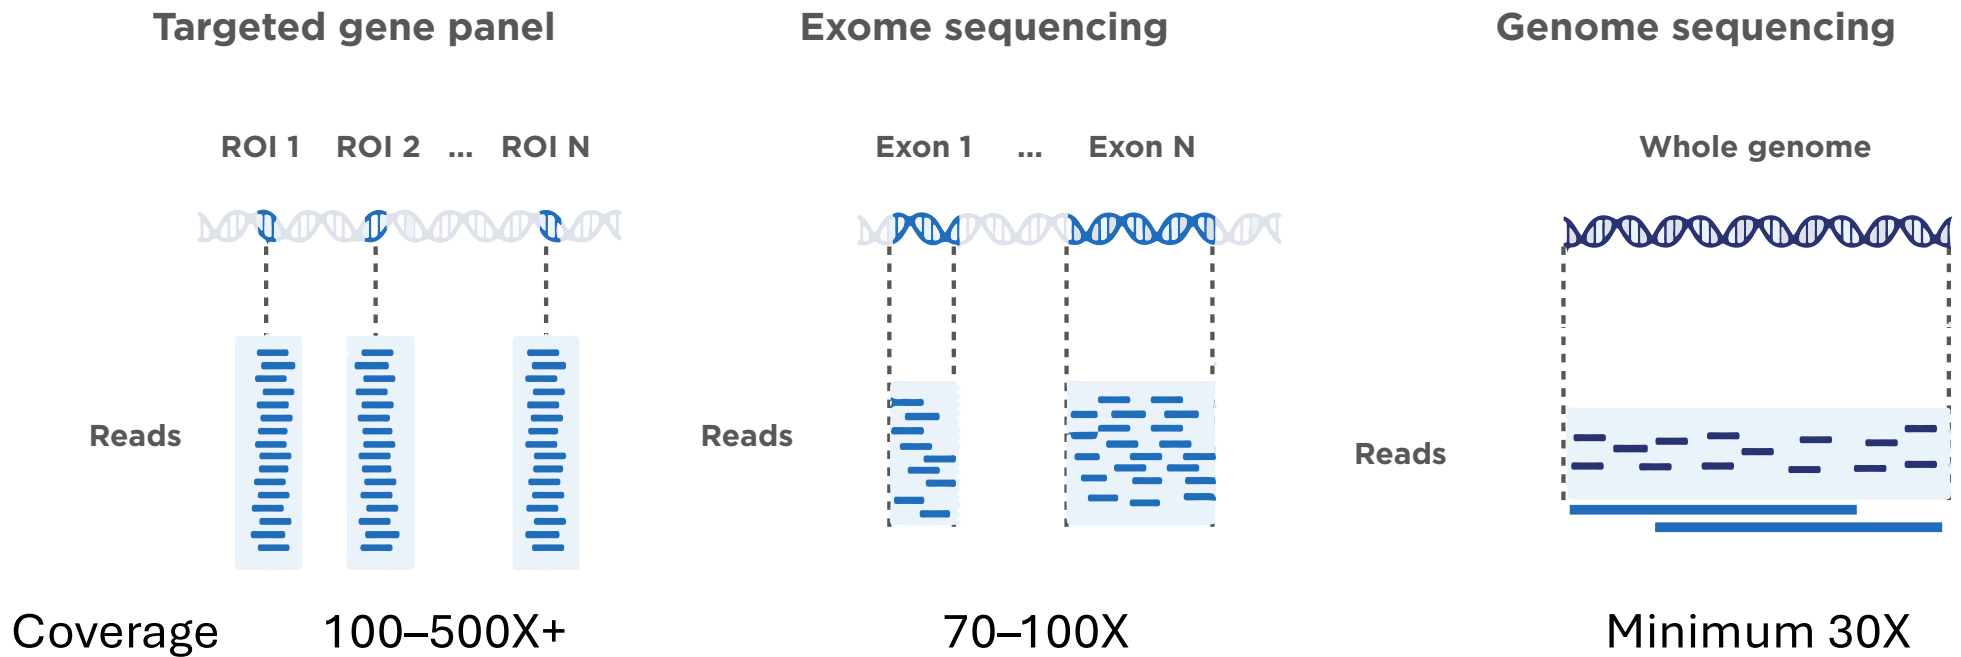 Targeted gene panel
Exome sequencing
Genome sequencing
ROI 1 ROI 2 ... ROI N
Exon 1 ... Exon N
Whole genome
Reads
Reads
Reads
Coverage
100–500X+
70–100X
Minimum 30X